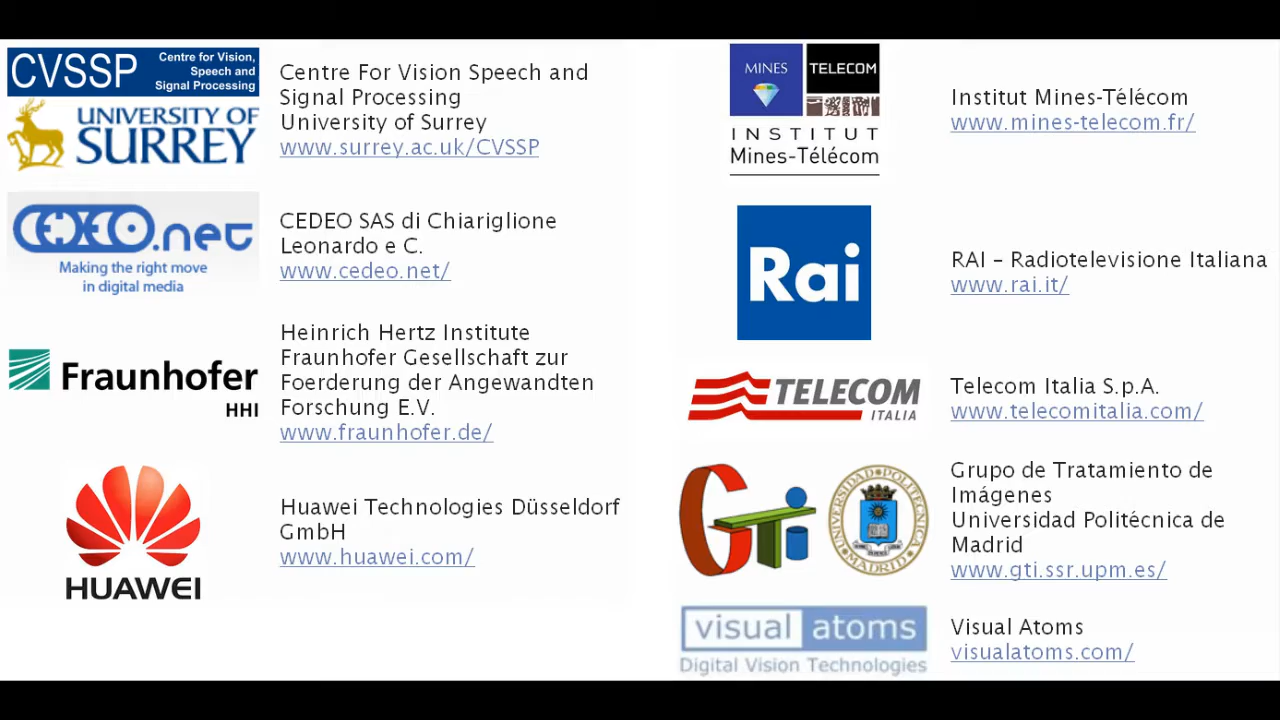 CVSSP
Centre for Vision,
Speech and
Signal Processing
UNIVERSITY OF
SURREY
Centre For Vision Speech and
Signal Processing
University of Surrey
www.surrey.ac.uk/CVSSP
CEDEO.net
Making the right move
in digital media
CEDEO SAS di Chiariglione
Leonardo e C.
www.cedeo.net/
Fraunhofer
HHI
Heinrich Hertz Institute
Fraunhofer Gesellschaft zur
Foerderung der Angewandten
Forschung E.V.
www.fraunhofer.de/
HUAWEI
Huawei Technologies Düsseldorf
GmbH
www.huawei.com/
MINES
TELECOM
INSTITUT
Mines-Télécom
Institut Mines-Télécom
www.mines-telecom.fr/
Rai
RAI – Radiotelevisione Italiana
www.rai.it/
TELECOM
ITALIA
Telecom Italia S.p.A.
www.telecomitalia.com/
GTi
UNIVERSIDAD POLITÉCNICA
MADRID
Grupo de Tratamiento de
Imágenes
Universidad Politécnica de
Madrid
www.gti.ssr.upm.es/
visual atoms
Digital Vision Technologies
Visual Atoms
visualatoms.com/